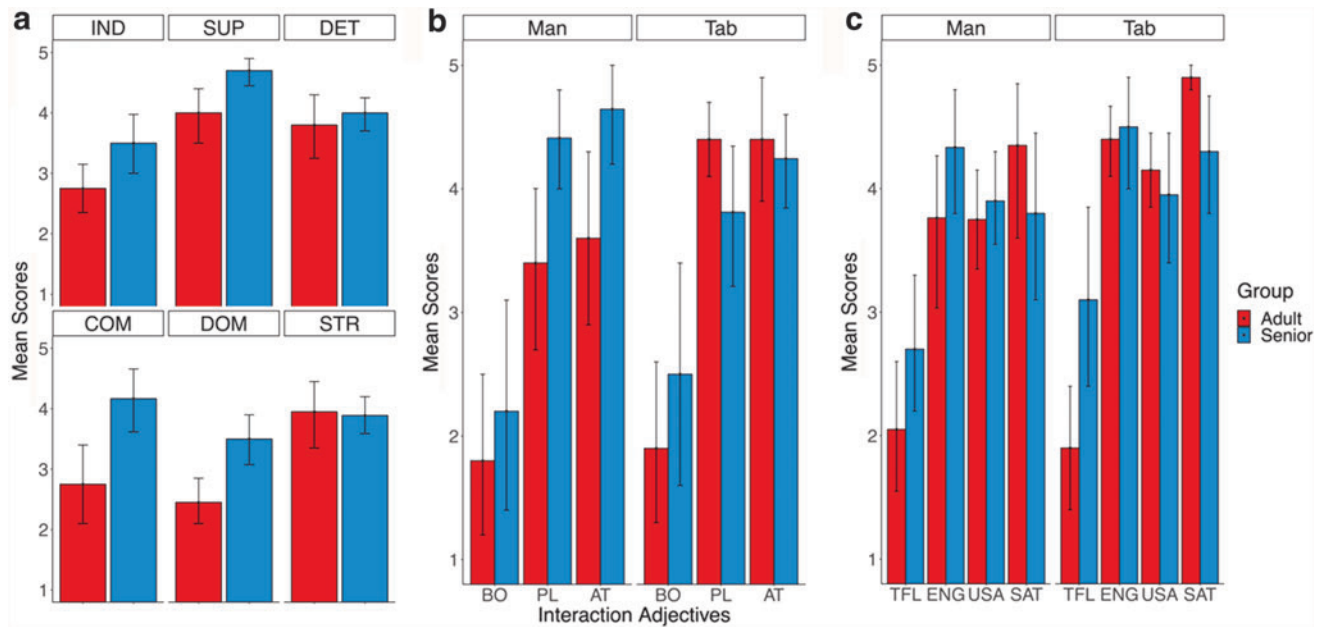 a
IND SUP DET
5
4
3
2
1
COM DOM STR
5
4
3
2
1
Mean Scores
b
Man Tab
5
4
3
2
1
Mean Scores
BO PL AT BO PL AT
Interaction Adjectives
c
Man Tab
5
4
3
2
1
Mean Scores
TFL ENG USA SAT TFL ENG USA SAT
Group
Adult
Senior